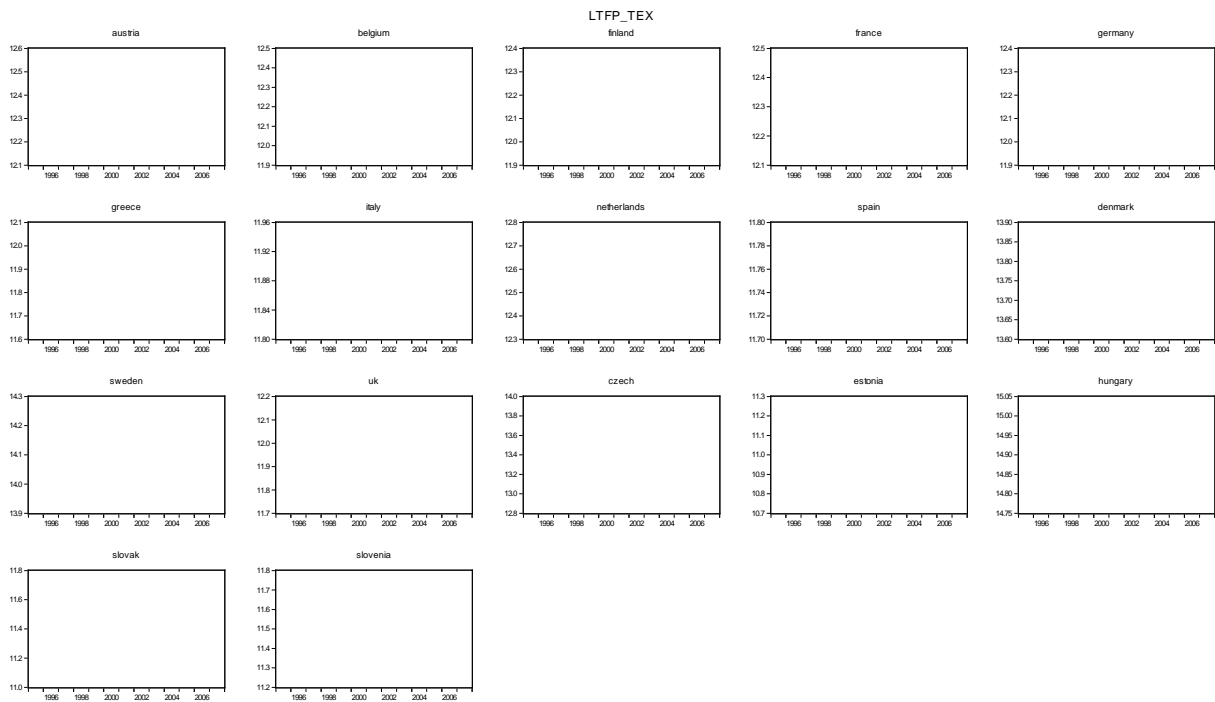 LTFP_TEX
austria belgium finland france germany
12.6 12.5 12.4 12.3 12.2 12.1
12.5 12.4 12.3 12.2 12.1 12.0 11.9
12.4 12.3 12.2 12.1 12.0 11.9
12.5 12.4 12.3 12.2 12.1
12.4 12.3 12.2 12.1 12.0 11.9
1996 1998 2000 2002 2004 2006 1996 1998 2000 2002 2004 2006 1996 1998 2000 2002 2004 2006 1996 1998 2000 2002 2004 2006 1996 1998 2000 2002 2004 2006
greece italy netherlands spain denmark
12.1 12.0 11.9 11.8 11.7 11.6
11.96 11.92 11.88 11.84 11.80
12.8 12.7 12.6 12.5 12.4 12.3
11.80 11.78 11.76 11.74 11.72 11.70
13.90 13.85 13.80 13.75 13.70 13.65 13.60
1996 1998 2000 2002 2004 2006 1996 1998 2000 2002 2004 2006 1996 1998 2000 2002 2004 2006 1996 1998 2000 2002 2004 2006 1996 1998 2000 2002 2004 2006
sweden uk czech estonia hungary
14.3 14.2 14.1 14.0 13.9
12.2 12.1 12.0 11.9 11.8 11.7
14.0 13.8 13.6 13.4 13.2 13.0 12.8
11.3 11.2 11.1 11.0 10.9 10.8 10.7
15.05 15.00 14.95 14.90 14.85 14.80 14.75
1996 1998 2000 2002 2004 2006 1996 1998 2000 2002 2004 2006 1996 1998 2000 2002 2004 2006 1996 1998 2000 2002 2004 2006 1996 1998 2000 2002 2004 2006
slovak slovenia
11.8 11.6 11.4 11.2 11.0
11.8 11.7 11.6 11.5 11.4 11.3 11.2
1996 1998 2000 2002 2004 2006 1996 1998 2000 2002 2004 2006